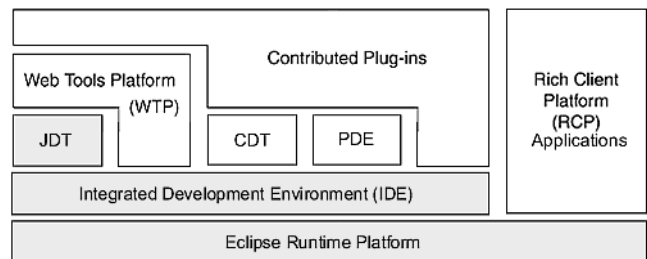 Contributed Plug-ins
Web Tools Platform
(WTP)
Rich Client
Platform
(RCP)
Applications
JDT
CDT
PDE
Integrated Development Environment (IDE)
Eclipse Runtime Platform